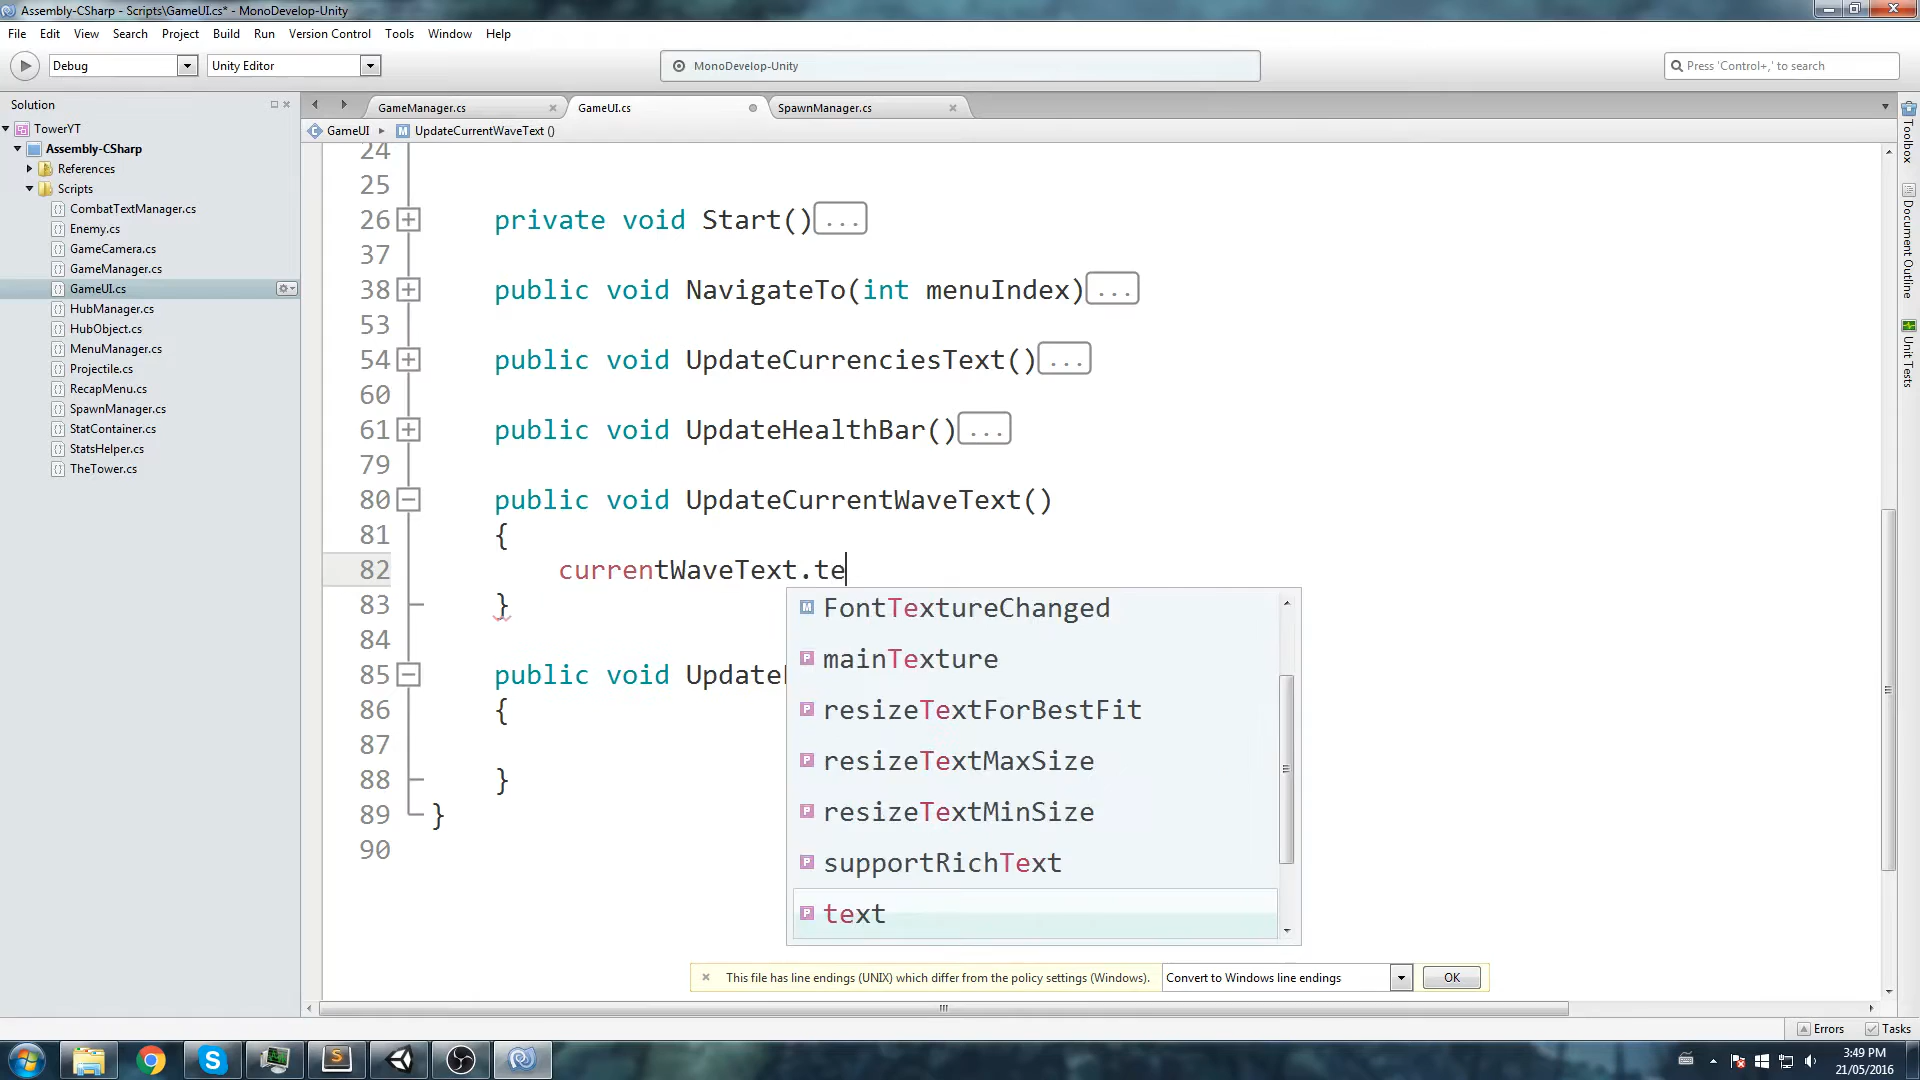 Assembly-CSharp - Scripts\GameUI.cs* - MonoDevelop-Unity
File Edit View Search Project Build Run Version Control Tools Window Help
Debug Unity Editor MonoDevelop-Unity Press 'Control+,' to search
Solution
TowerYT
Assembly-CSharp
References
Scripts
CombatTextManager.cs
Enemy.cs
GameCamera.cs
GameManager.cs
GameUI.cs
HubManager.cs
HubObject.cs
MenuManager.cs
Projectile.cs
RecapMenu.cs
SpawnManager.cs
StatContainer.cs
StatsHelper.cs
TheTower.cs
GameManager.cs GameUI.cs SpawnManager.cs
GameUI UpdateCurrentWaveText ()
24
25
26 private void Start()...
37
38 public void NavigateTo(int menuIndex)...
53
54 public void UpdateCurrenciesText()...
60
61 public void UpdateHealthBar()...
79
80 public void UpdateCurrentWaveText()
81 {
82 currentWaveText.te
83 }
84
85 public void Update
86 {
87
88 }
89 }
90
FontTextureChanged
mainTexture
resizeTextForBestFit
resizeTextMaxSize
resizeTextMinSize
supportRichText
text
This file has line endings (UNIX) which differ from the policy settings (Windows). Convert to Windows line endings OK
Toolbox
Document Outline
Unit Tests
Errors Tasks
3:49 PM
21/05/2016